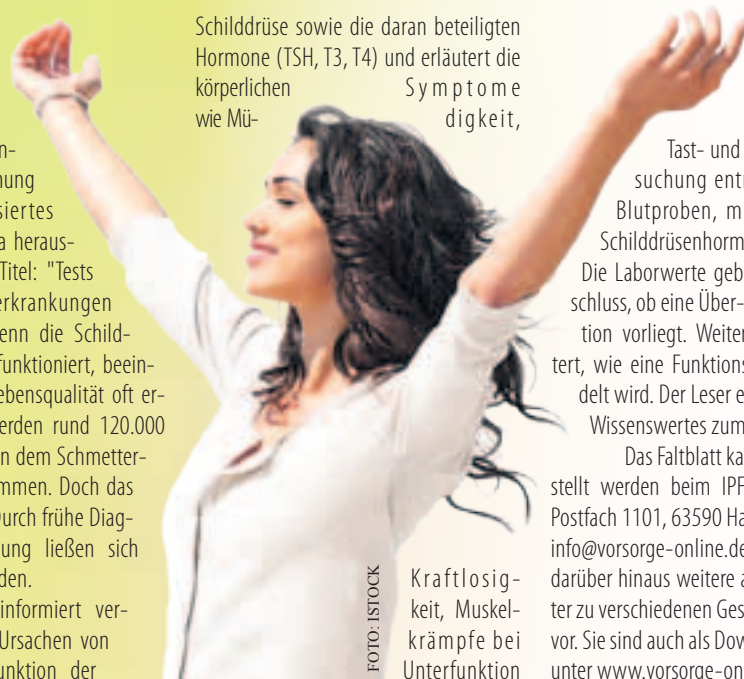 n-
nung
siertes
a heraus-
Titel: "Tests
erkrankungen
enn die Schild-
funktioniert, beein-
ebensqualität oft er-
erden rund 120.000
n dem Schmetter-
mmen. Doch das
Durch frühe Diag-
ung ließen sich
den.
informiert ver-
Ursachen von
unktion der
Schilddrüse sowie die daran beteiligten
Hormone (TSH, T3, T4) und erläutert die
körperlichen Symptome
wie Mü- digkeit,
Kraftlosig-
keit, Muskel-
krämpfe bei
Unterfunktion
FOTO: ISTOCK
Tast- und
suchung entr
Blutproben, m
Schilddrüsenhorm
Die Laborwerte geb
schluss, ob eine Über-
tion vorliegt. Weiter
tert, wie eine Funktions
delt wird. Der Leser e
Wissenswertes zum
Das Faltblatt ka
stellt werden beim IPF
Postfach 1101, 63590 Ha
info@vorsorge-online.de
darüber hinaus weitere a
ter zu verschiedenen Ges
vor. Sie sind auch als Dow
unter www.vorsorge-on